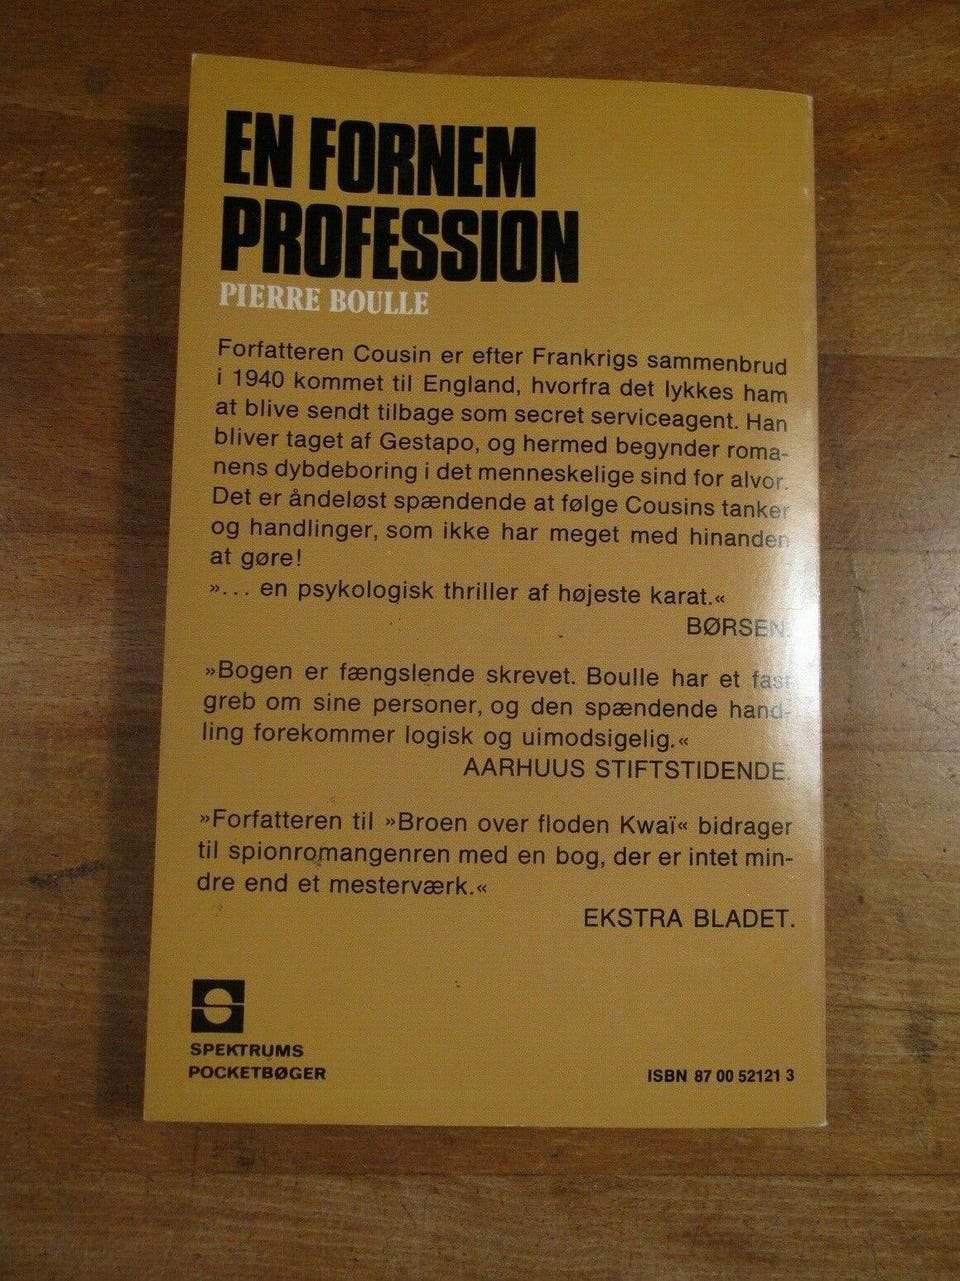 EN FORNEM
PROFESSION
PIERRE BOULLE
Forfatteren Cousin er efter Frankrigs sammenbrud
i 1940 kommet til England, hvorfra det lykkes ham
at blive sendt tilbage som secret serviceagent. Han
bliver taget af Gestapo, og hermed begynder roma-
nens dybdeboring i det menneskelige sind for alvor.
Det er åndeløst spændende at følge Cousins tanker
og handlinger, som ikke har meget med hinanden
at gøre!
»... en psykologisk thriller af højeste karat.«
BØRSEN.
»Bogen er fængslende skrevet. Boulle har et fast
greb om sine personer, og den spændende hand-
ling forekommer logisk og uimodsigelig.«
AARHUUS STIFTSTIDENDE.
»Forfatteren til »Broen over floden Kwaï« bidrager
til spionromangenren med en bog, der er intet min-
dre end et mesterværk.«
EKSTRA BLADET.
SPEKTRUMS
POCKETBØGER
ISBN 87 00 52121 3